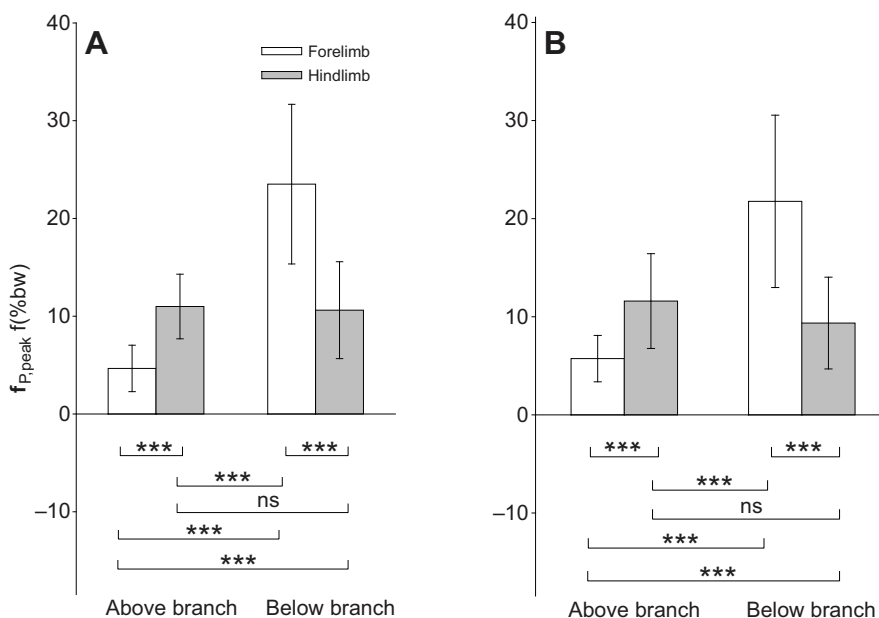 A
B
Forelimb
Hindlimb
fP,peak f(%bw)
40
30
20
10
0
–10
40
30
20
10
0
–10
*** ***
***
ns
***
***
*** ***
***
ns
***
***
Above branch Below branch
Above branch Below branch